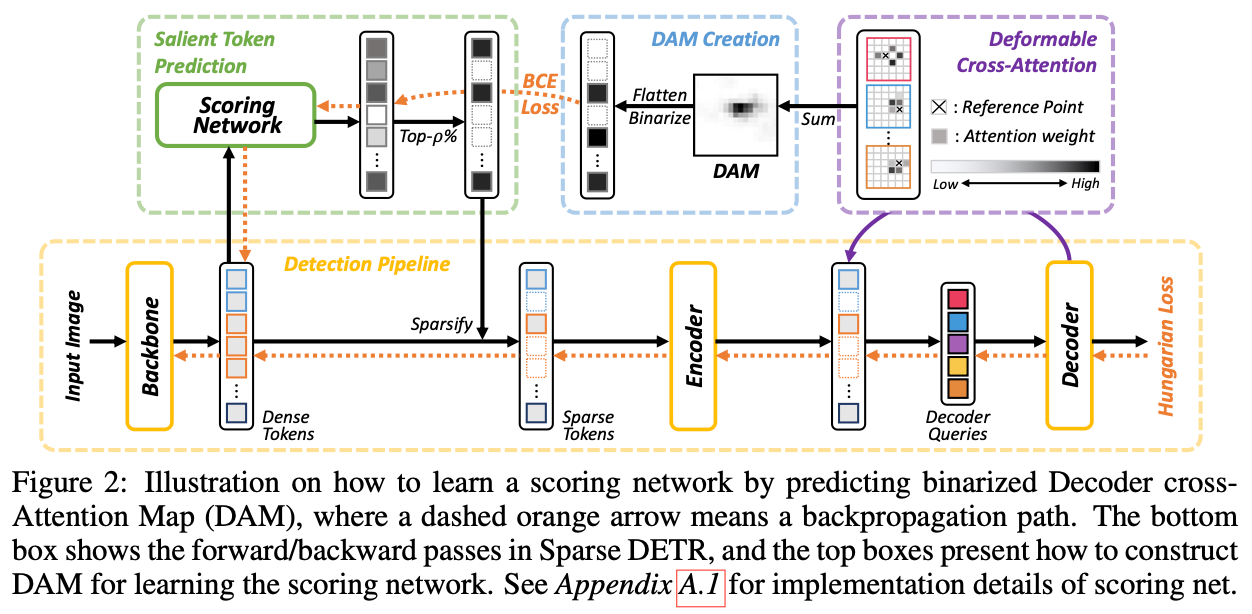 Salient Token
Prediction
Scoring
Network
Top-ρ%
BCE
Loss
DAM Creation
Flatten
Binarize
DAM
Sum
Deformable
Cross-Attention
: Reference Point
: Attention weight
Low
High
Detection Pipeline
Input Image
Backbone
Dense
Tokens
Sparsify
Sparse
Tokens
Encoder
Decoder
Queries
Decoder
Hungarian Loss
Figure 2: Illustration on how to learn a scoring network by predicting binarized Decoder cross-
Attention Map (DAM), where a dashed orange arrow means a backpropagation path. The bottom
box shows the forward/backward passes in Sparse DETR, and the top boxes present how to construct
DAM for learning the scoring network. See Appendix A.1 for implementation details of scoring net.